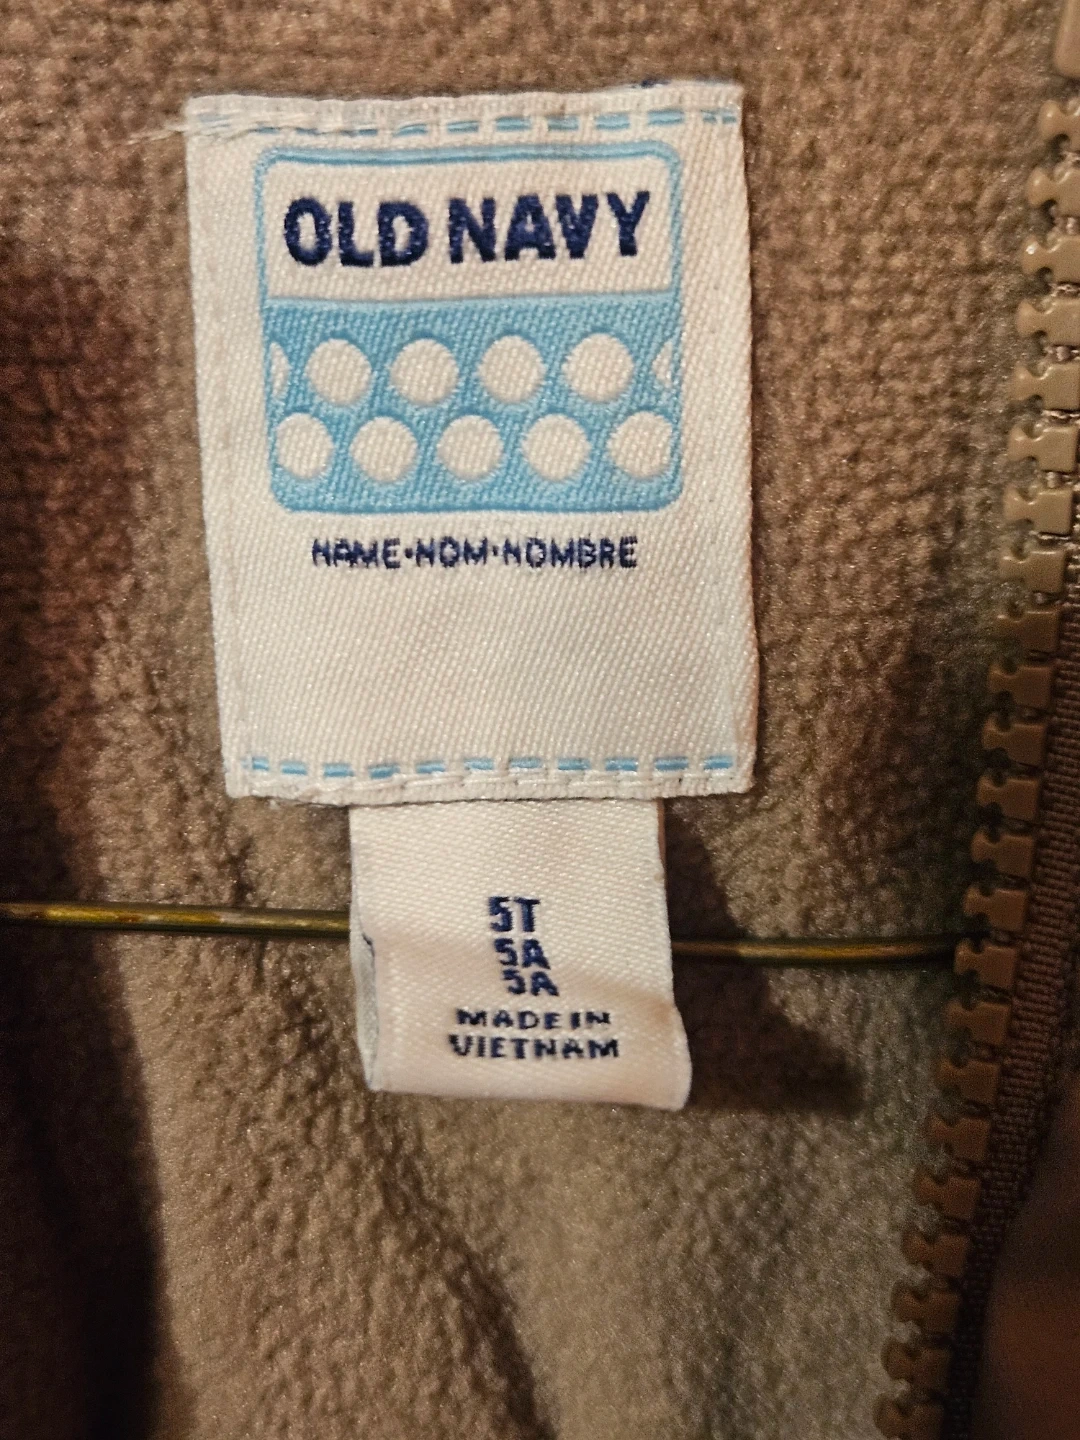 OLD NAVY
NAME•NOM•NOMBRE
5T
5A
5A
MADE IN
VIETNAM